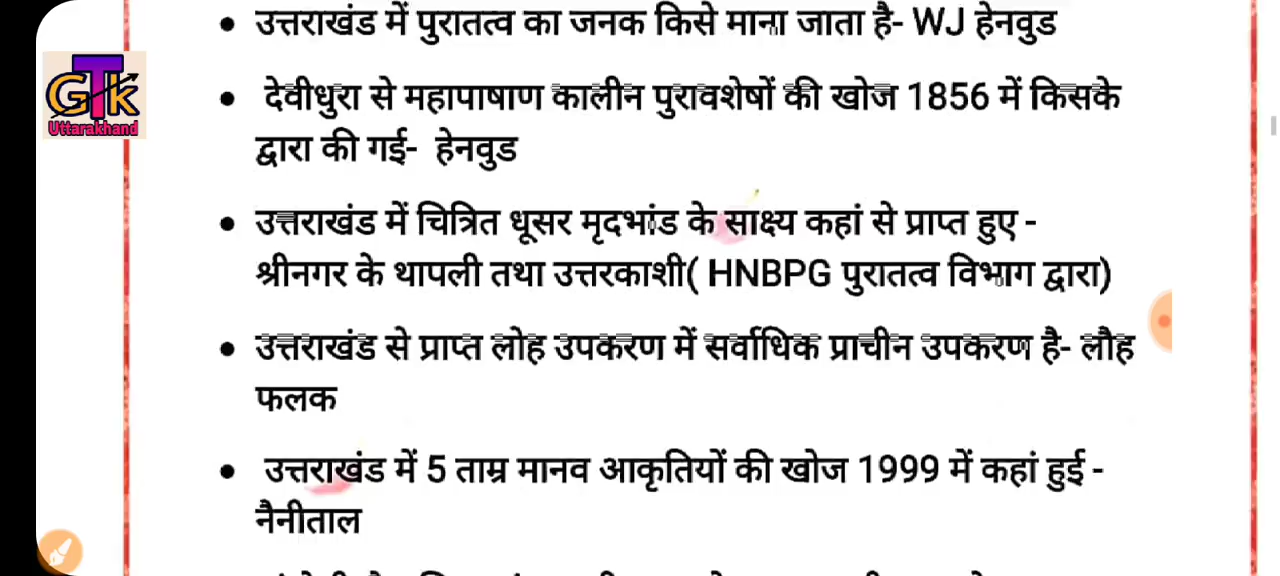 उत्तराखंड में पुरातत्व का जनक किसे माना जाता है- WJ हेनवुड
GTK
Uttarakhand
देवीधुरा से महापाषाण कालीन पुरावशेषों की खोज 1856 में किसके
द्वारा की गई- हेनवुड
उत्तराखंड में चित्रित धूसर मृदभांड के साक्ष्य कहां से प्राप्त हुए -
श्रीनगर के थापली तथा उत्तरकाशी( HNBPG पुरातत्व विभाग द्वारा)
उत्तराखंड से प्राप्त लोह उपकरण में सर्वाधिक प्राचीन उपकरण है- लौह
फलक
उत्तराखंड में 5 ताम्र मानव आकृतियों की खोज 1999 में कहां हुई -
नैनीताल